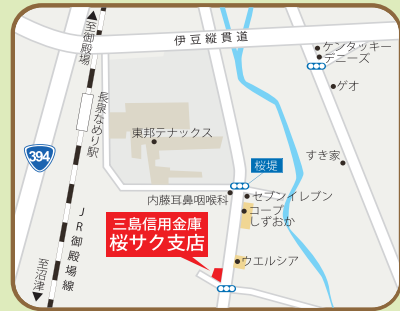 ▲至御殿場
伊豆縦貫道
ケンタッキー
デニーズ
ゲオ
長泉なめり駅
東邦テナックス
394
桜堤
すき家
内藤耳鼻咽喉科
セブンイレブン
コープ
しずおか
三島信用金庫
桜サク支店
ウエルシア
JR御殿場線
至沼津▼